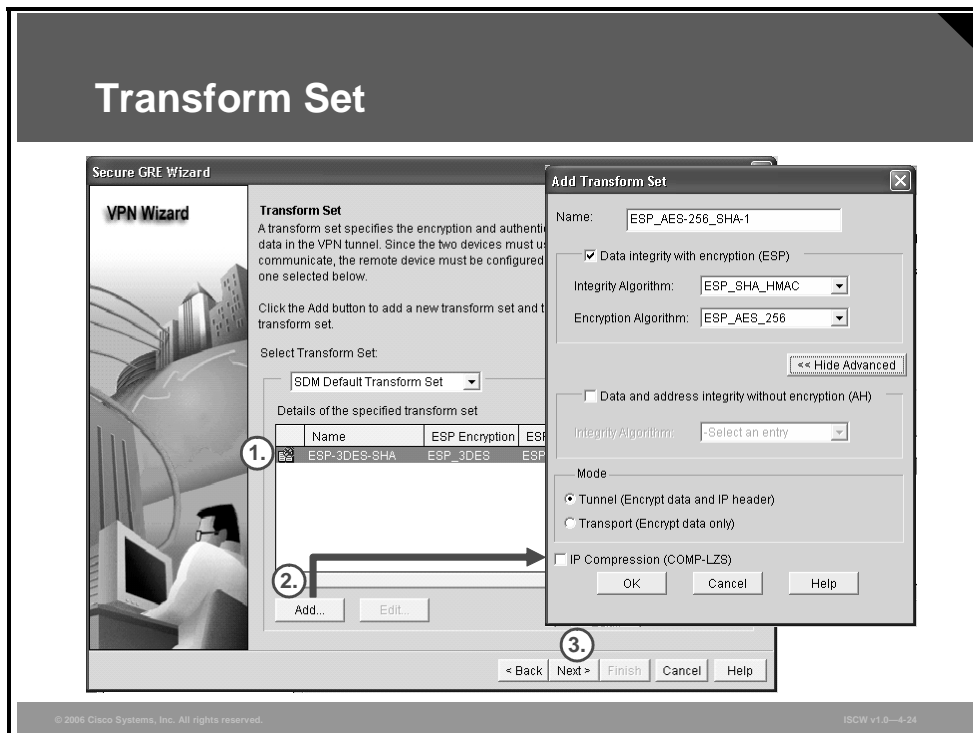 Transform Set
Secure GRE Wizard
VPN Wizard
Transform Set
A transform set specifies the encryption and
data in the VPN tunnel. Since the two devices must
communicate, the remote device must be configured
one selected below.
Click the Add button to add a new transform set and
transform set.
Select Transform Set:
SDM Default Transform Set
Details of the specified transform set
Name ESP Encryption
1.
ESP-3DES-SHA ESP_3DES ESP
2.
Add...
Edit...
3.
< Back
Next >
Finish
Cancel
Help
Add Transform Set
Name: ESP_AES-256_SHA-1
Data integrity with encryption (ESP)
Integrity Algorithm: ESP_SHA_HMAC
Encryption Algorithm: ESP_AES_256
<< Hide Advanced
Data and address integrity without encryption (AH)
Integrity Algorithm: -Select an entry
Mode
Tunnel (Encrypt data and IP header)
Transport (Encrypt data only)
IP Compression (COMP-LZS)
OK
Cancel
Help
© 2006 Cisco Systems, Inc. All rights reserved.
ISCW v1.0—4-24